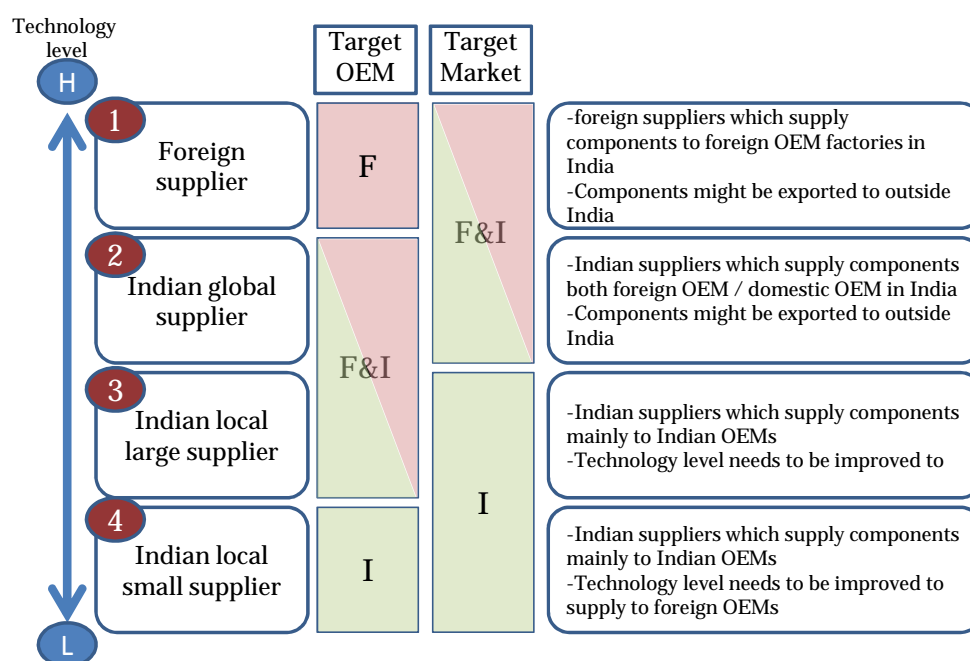 Technology
level
H
Target
OEM
Target
Market
1
Foreign
supplier
F
F&I
-foreign suppliers which supply
components to foreign OEM factories in
India
-Components might be exported to outside
India
2
Indian global
supplier
F&I
-Indian suppliers which supply components
both foreign OEM / domestic OEM in India
-Components might be exported to outside
India
3
Indian local
large supplier
I
-Indian suppliers which supply components
mainly to Indian OEMs
-Technology level needs to be improved to
4
Indian local
small supplier
I
-Indian suppliers which supply components
mainly to Indian OEMs
-Technology level needs to be improved to
supply to foreign OEMs
L